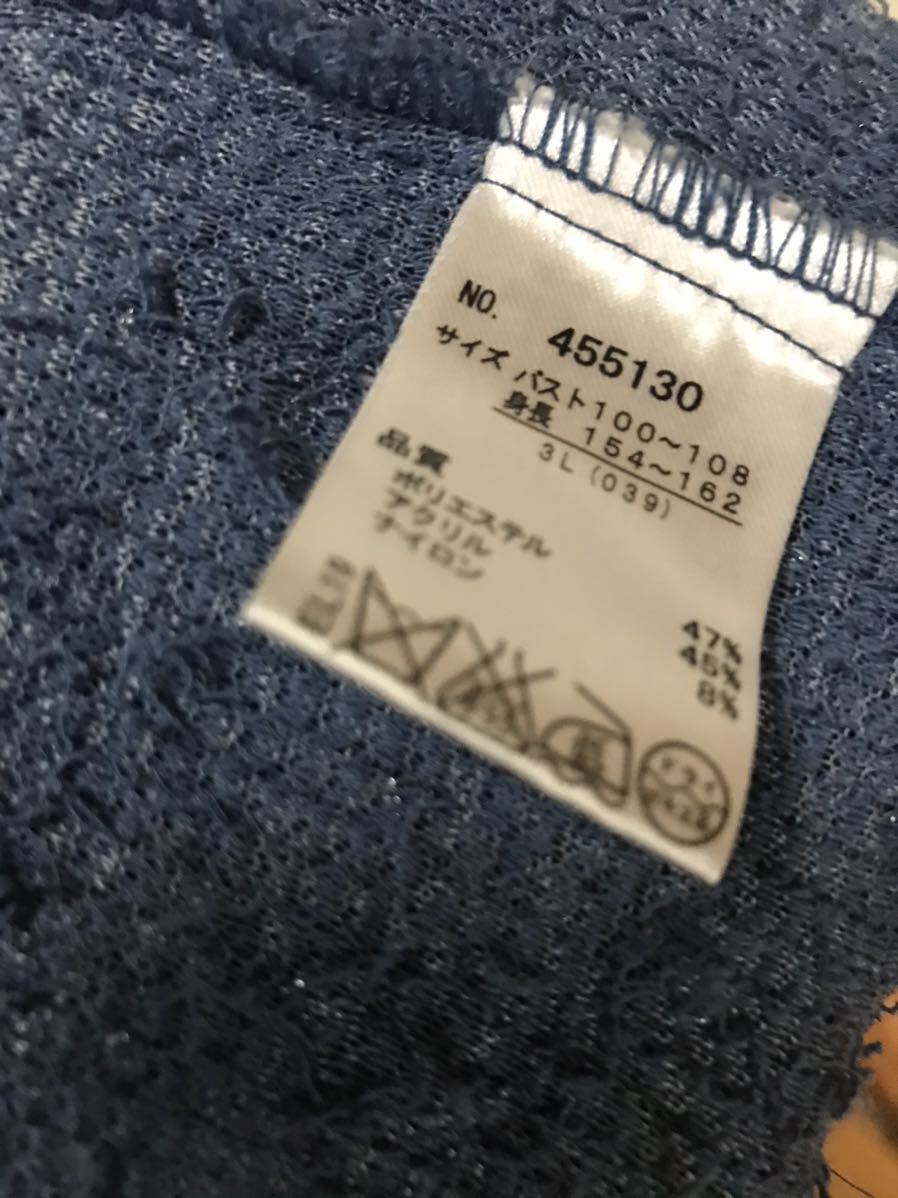 NO. 455130
サイズ バスト100～108
身長 154～162
3L(039)
品質
ポリエステル 47%
アクリル 45%
ナイロン 8%